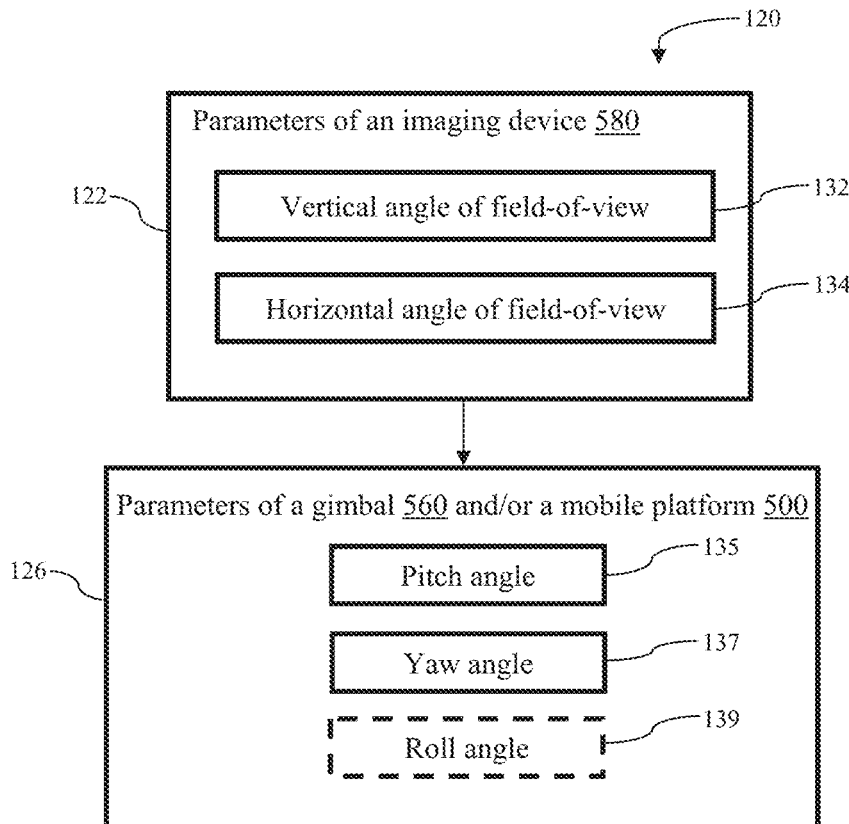 120
Parameters of an imaging device 580
122
Vertical angle of field-of-view
132
Horizontal angle of field-of-view
134
Parameters of a gimbal 560 and/or a mobile platform 500
126
Pitch angle
135
Yaw angle
137
Roll angle
139